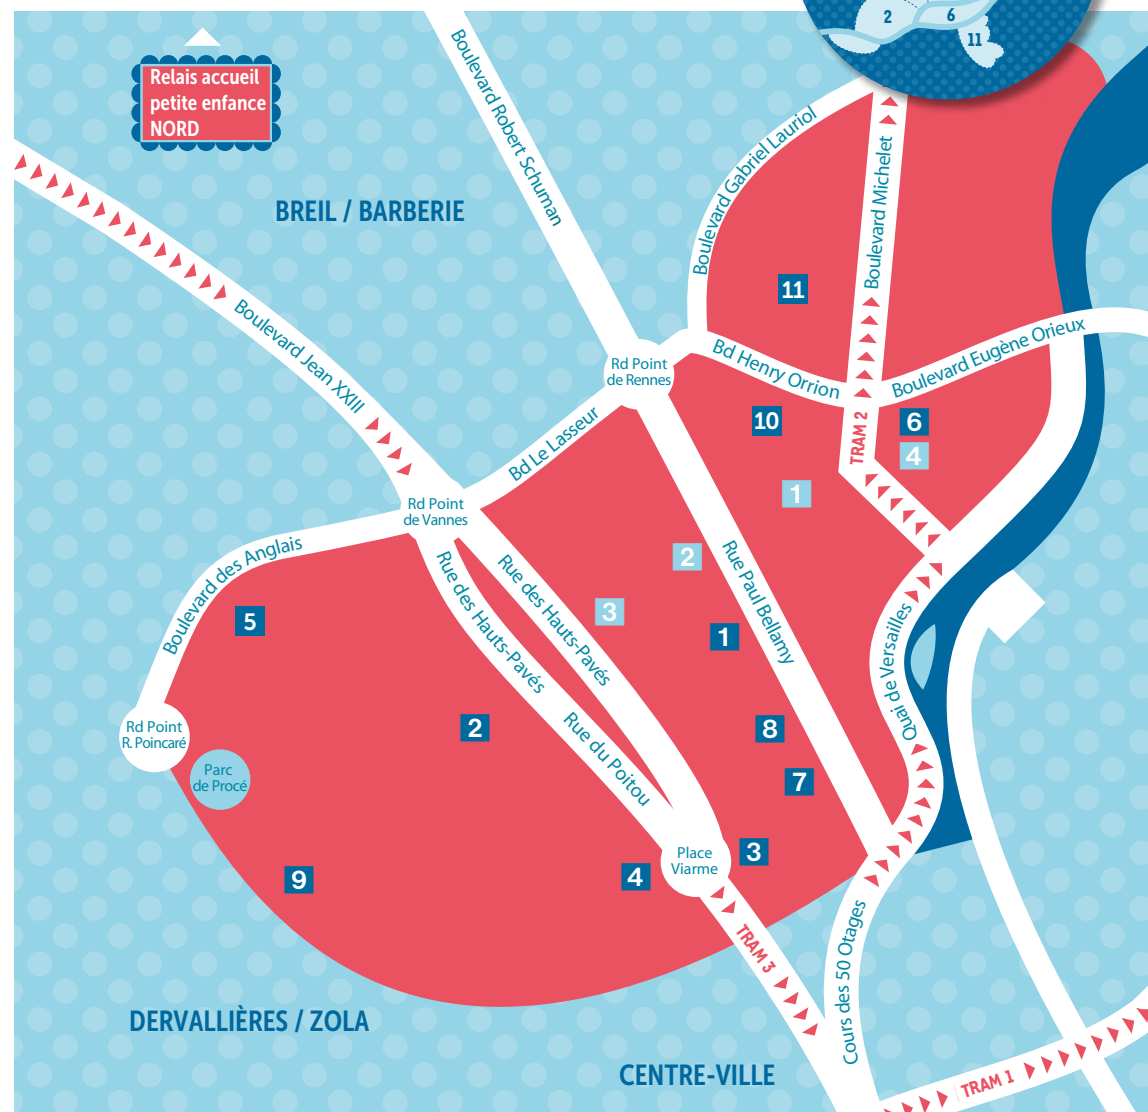 2
6
11
Relais accueil
petite enfance
NORD
Boulevard Robert Schuman
Boulevard Gabriel Lauriol
Boulevard Michelet
BREIL / BARBERIE
11
Boulevard Jean XXIII
Rd Point
de Rennes
Bd Henry Orrion
Boulevard Eugène Orieux
Bd Le Lasseur
10
6
TRAM 2
4
1
Rd Point
de Vannes
Boulevard des Anglais
2
Rue des Hauts-Pavés
Rue des Hauts-Pavés
Rue Paul Bellamy
3
5
1
Quai de Versailles
Rd Point
R. Poincaré
2
8
Rue du Poitou
Parc
de Procé
7
Place
Viarme
3
9
4
TRAM 3
Cours des 50 Otages
DERVALLIÈRES / ZOLA
CENTRE-VILLE
TRAM 1